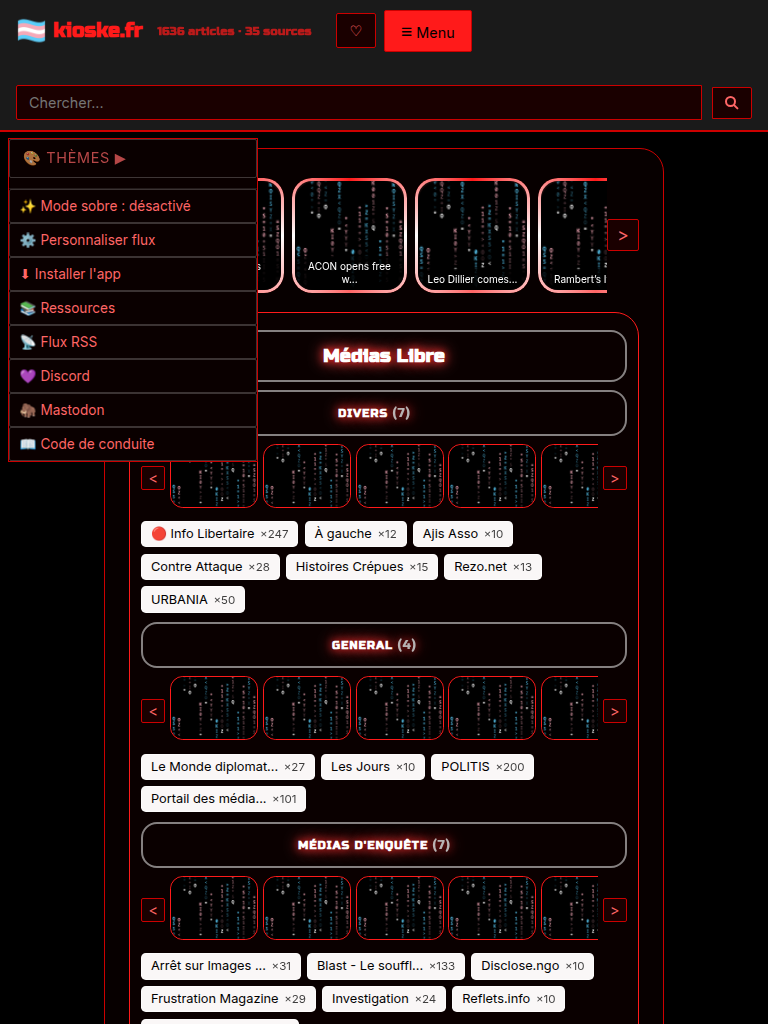 kioske.fr 1636 articles · 35 sources ♡ ≡ Menu
Chercher...
🎨 THÈMES ▶
✨ Mode sobre : désactivé
⚙️ Personnaliser flux
⬇ Installer l'app
📚 Ressources
📡 Flux RSS
💜 Discord
🦣 Mastodon
📖 Code de conduite
ACON opens free
w...
Leo Dillier comes...
Rambert's
>
Médias Libre
DIVERS (7)
< >
🔴 Info Libertaire ×247 À gauche ×12 Ajis Asso ×10
Contre Attaque ×28 Histoires Crépues ×15 Rezo.net ×13
URBANIA ×50
GENERAL (4)
< >
Le Monde diplomat... ×27 Les Jours ×10 POLITIS ×200
Portail des média... ×101
MÉDIAS D'ENQUÊTE (7)
< >
Arrêt sur Images ... ×31 Blast - Le souffl... ×133 Disclose.ngo ×10
Frustration Magazine ×29 Investigation ×24 Reflets.info ×10